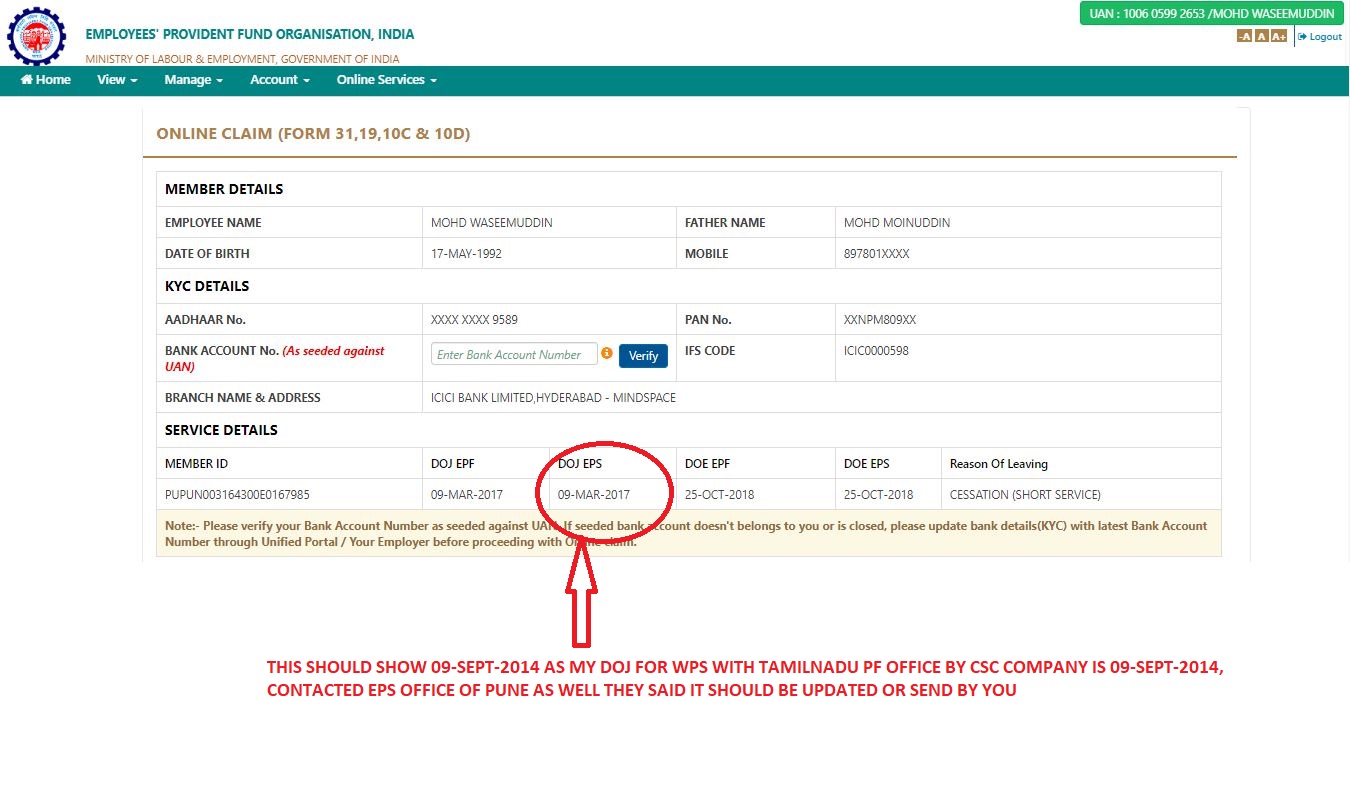 UAN : 1006 0599 2653 /MOHD WASEEMUDDIN
EMPLOYEES' PROVIDENT FUND ORGANISATION, INDIA
-A A A+ Logout
MINISTRY OF LABOUR & EMPLOYMENT, GOVERNMENT OF INDIA
Home View Manage Account Online Services
ONLINE CLAIM (FORM 31,19,10C & 10D)
MEMBER DETAILS
EMPLOYEE NAME MOHD WASEEMUDDIN FATHER NAME MOHD MOINUDDIN
DATE OF BIRTH 17-MAY-1992 MOBILE 897801XXXX
KYC DETAILS
AADHAAR No. XXXX XXXX 9589 PAN No. XXNPM809XX
BANK ACCOUNT No. (As seeded against
UAN)
Enter Bank Account Number Verify IFS CODE ICIC0000598
BRANCH NAME & ADDRESS ICICI BANK LIMITED,HYDERABAD - MINDSPACE
SERVICE DETAILS
MEMBER ID DOJ EPF DOJ EPS DOE EPF DOE EPS Reason Of Leaving
PUPUN003164300E0167985 09-MAR-2017 09-MAR-2017 25-OCT-2018 25-OCT-2018 CESSATION (SHORT SERVICE)
Note:- Please verify your Bank Account Number as seeded against UAN. If seeded bank account doesn't belongs to you or is closed, please update bank details(KYC) with latest Bank Account
Number through Unified Portal / Your Employer before proceeding with Online claim.
THIS SHOULD SHOW 09-SEPT-2014 AS MY DOJ FOR WPS WITH TAMILNADU PF OFFICE BY CSC COMPANY IS 09-SEPT-2014,
CONTACTED EPS OFFICE OF PUNE AS WELL THEY SAID IT SHOULD BE UPDATED OR SEND BY YOU